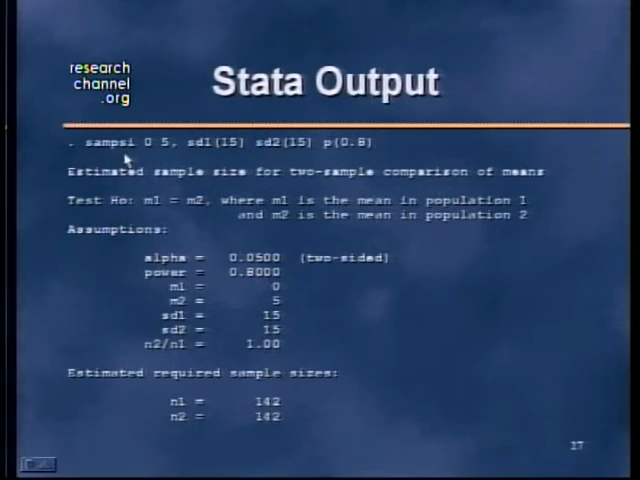 research
channel
.org
Stata Output
. sampsi 0 5, sd1(15) sd2(15) p(0.8)
Estimated sample size for two-sample comparison of means
Test Ho: m1 = m2, where m1 is the mean in population 1
and m2 is the mean in population 2
Assumptions:
alpha = 0.0500 (two-sided)
power = 0.8000
m1 = 0
m2 = 5
sd1 = 15
sd2 = 15
n2/n1 = 1.00
Estimated required sample sizes:
n1 = 142
n2 = 142
27